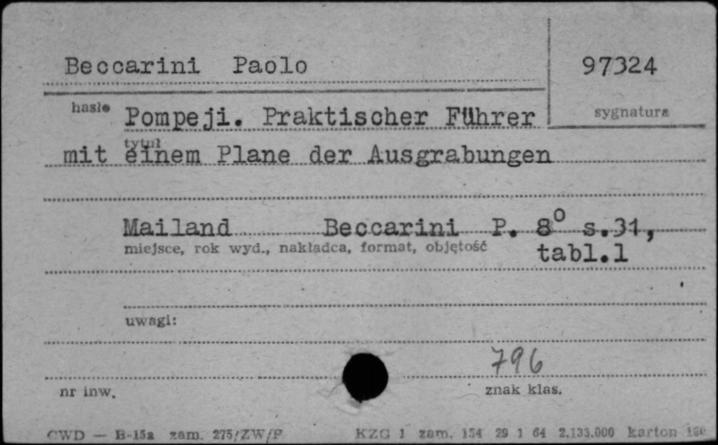 Beccarini Paolo 97324
hasło Pompeji. Praktischer Führer sygnatura
tytuł
mit einem Plane der Ausgrabungen
Mailand Beccarini P. 8° s.31,
miejsce, rok wyd., nakładca, format, objętość tabl.1
uwagi:
796
nr inw. znak klas.
CWD — B-15a zam. 275/ZW/P KZG 1 zam. 154 29 1 64 2.133.000 karton